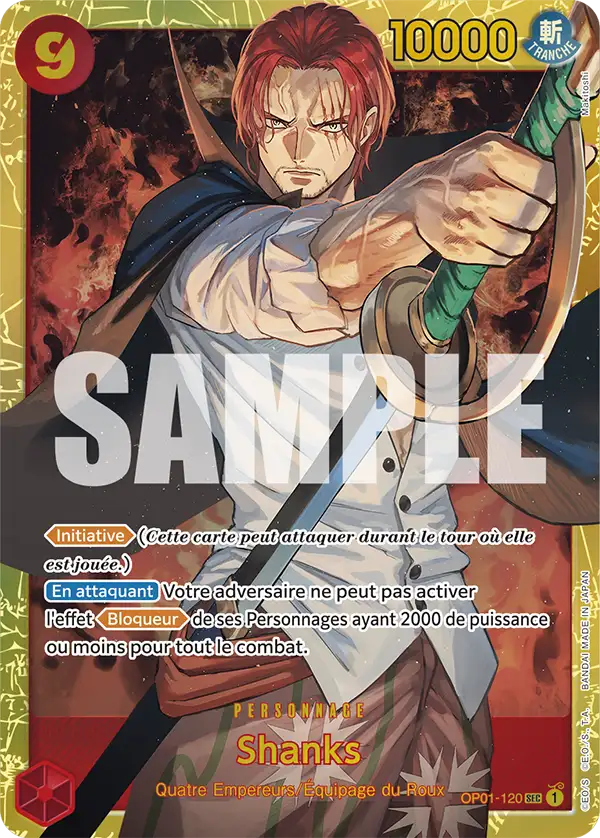 9
10000
斬
TRANCHE
Makitoshi
SAMPLE
Initiative (Cette carte peut attaquer durant le tour où elle
est jouée.)
En attaquant Votre adversaire ne peut pas activer
l'effet Bloqueur de ses Personnages ayant 2000 de puissance
ou moins pour tout le combat.
©E.O/S ©E.O./S., T.A. BANDAI MADE IN JAPAN
PERSONNAGE
Shanks
Quatre Empereurs/Équipage du Roux
OP01-120 SEC 1